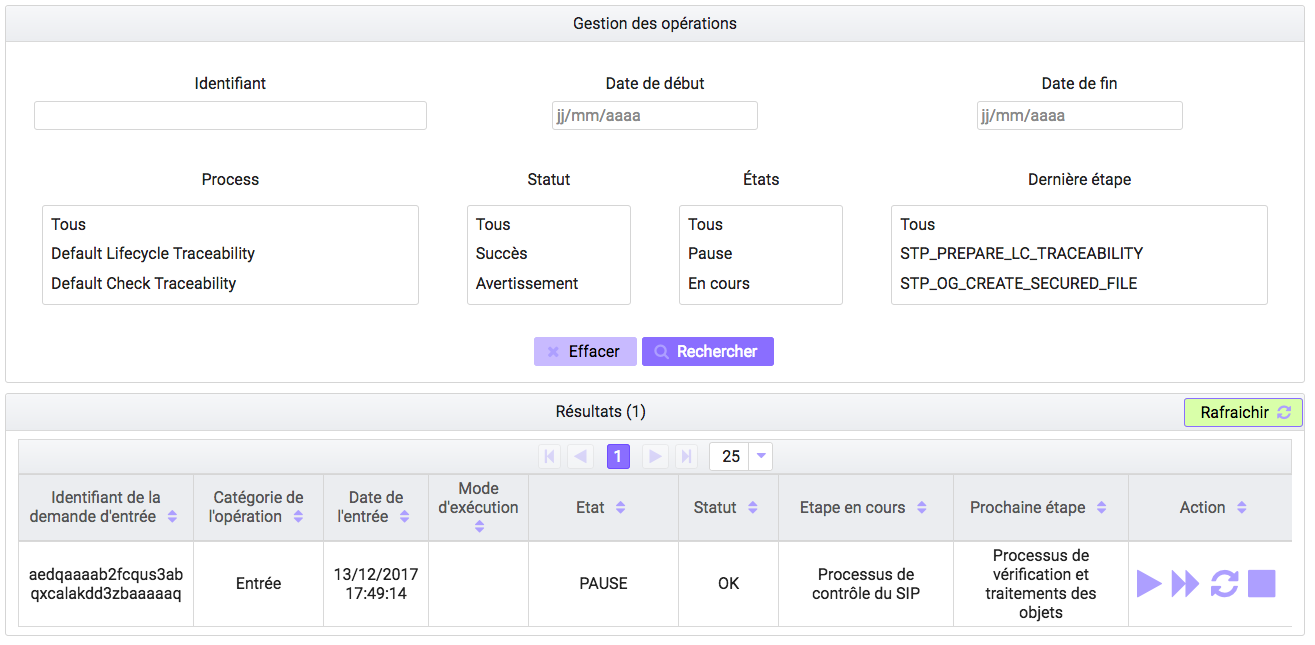 Gestion des opérations
Identifiant
Date de début
Date de fin
jj/mm/aaaa
jj/mm/aaaa
Process
Statut
États
Dernière étape
Tous
Default Lifecycle Traceability
Default Check Traceability
Tous
Succès
Avertissement
Tous
Pause
En cours
Tous
STP_PREPARE_LC_TRACEABILITY
STP_OG_CREATE_SECURED_FILE
Effacer
Rechercher
Résultats (1)
Rafraichir
1
25
Identifiant de la
demande d'entrée
Catégorie de
l'opération
Date de
l'entrée
Mode
d'exécution
Etat
Statut
Etape en cours
Prochaine étape
Action
aedqaaaab2fcqus3ab
qxcalakdd3zbaaaaaq
Entrée
13/12/2017
17:49:14
PAUSE
OK
Processus de
contrôle du SIP
Processus de
vérification et
traitements des
objets